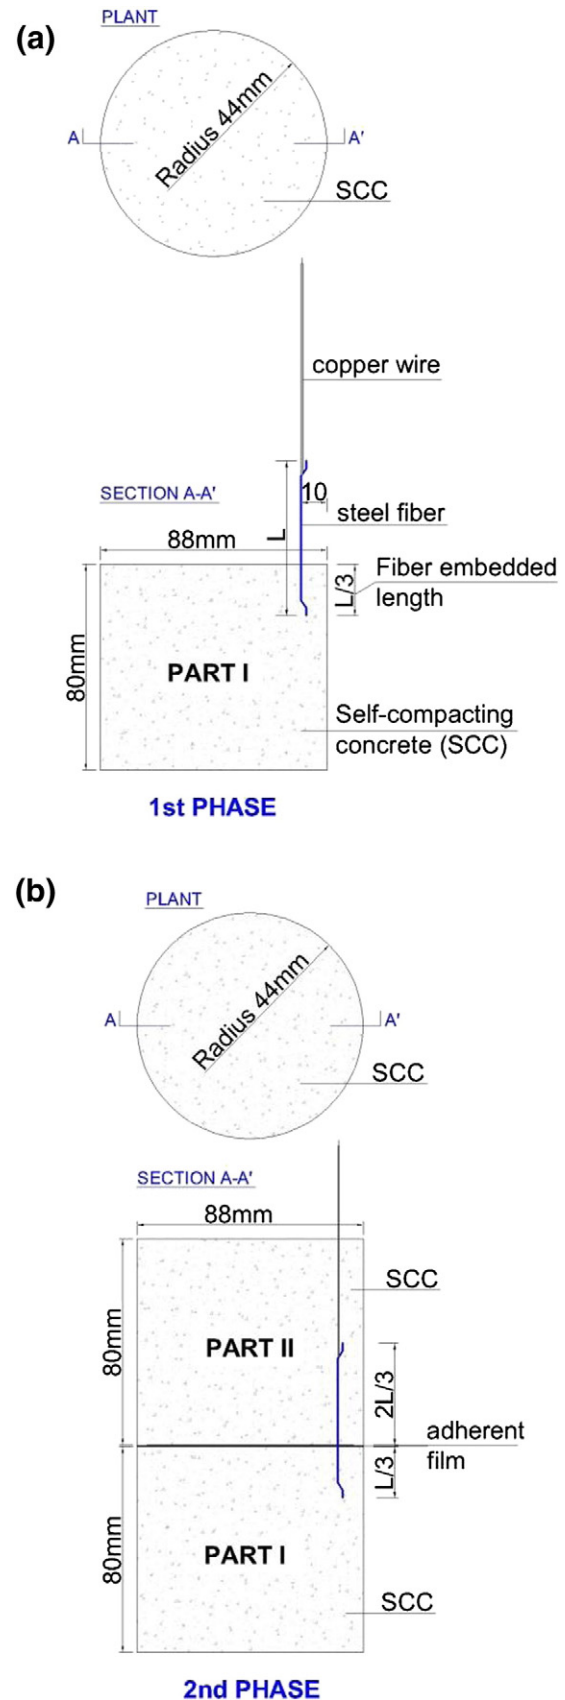 (a)
PLANT
Radius 44mm
A
A'
SCC
copper wire
SECTION A-A'
10
steel fiber
L
88mm
L/3
Fiber embedded
length
80mm
PART I
Self-compacting
concrete (SCC)
1st PHASE
(b)
PLANT
Radius 44mm
A
A'
SCC
SECTION A-A'
88mm
SCC
80mm
PART II
2L/3
adherent
film
L/3
80mm
PART I
SCC
2nd PHASE